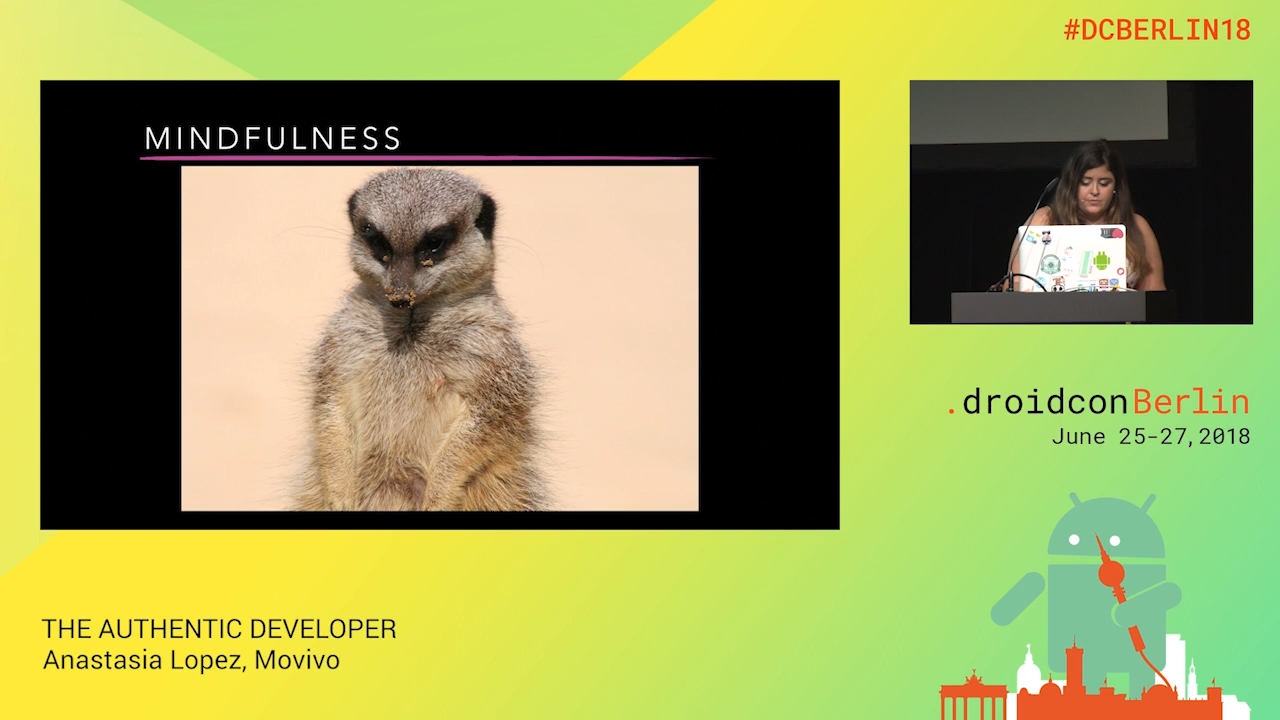 #DCBERLIN18
MINDFULNESS
.droidconBerlin
June 25-27, 2018
THE AUTHENTIC DEVELOPER
Anastasia Lopez, Movivo